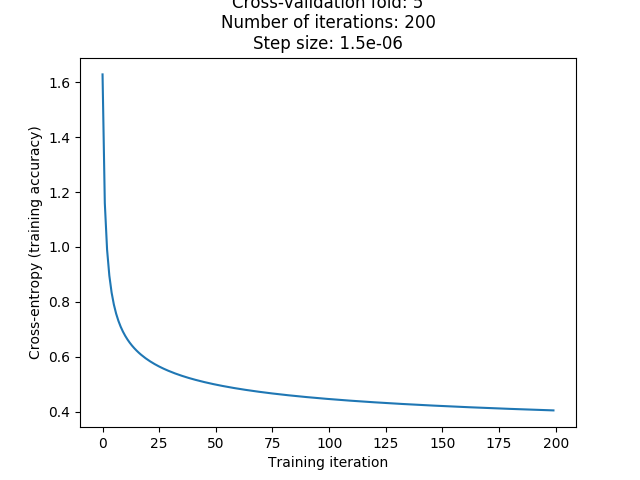 Cross-validation fold: 5
Number of iterations: 200
Step size: 1.5e-06
1.6
1.4
1.2
1.0
0.8
0.6
0.4
Cross-entropy (training accuracy)
0 25 50 75 100 125 150 175 200
Training iteration